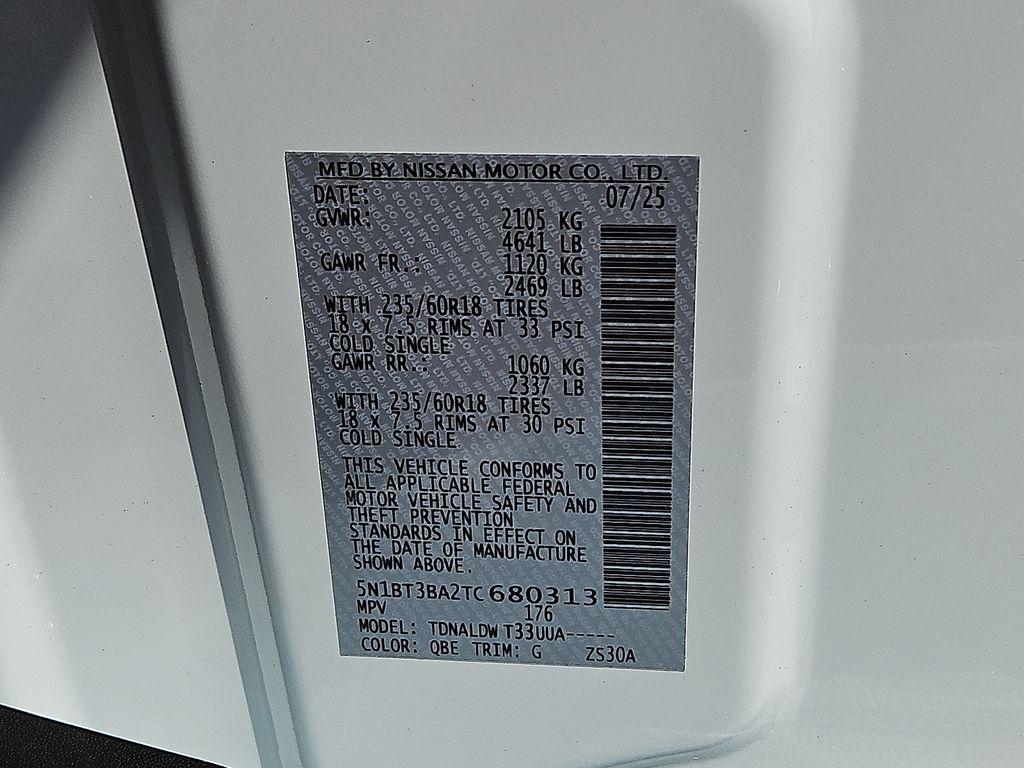 MFD BY NISSAN MOTOR CO., LTD.
DATE: 07/25
GVWR: 2105 KG
4641 LB
GAWR FR.: 1120 KG
2469 LB
WITH 235/60R18 TIRES
18 x 7.5 RIMS AT 33 PSI
COLD SINGLE
GAWR RR.: 1060 KG
2337 LB
WITH 235/60R18 TIRES
18 x 7.5 RIMS AT 30 PSI
COLD SINGLE
THIS VEHICLE CONFORMS TO
ALL APPLICABLE FEDERAL
MOTOR VEHICLE SAFETY AND
THEFT PREVENTION
STANDARDS IN EFFECT ON
THE DATE OF MANUFACTURE
SHOWN ABOVE.
5N1BT3BA2TC680313
MPV 176
MODEL: TDNALDW T33UUA-----
COLOR: QBE TRIM: G ZS30A